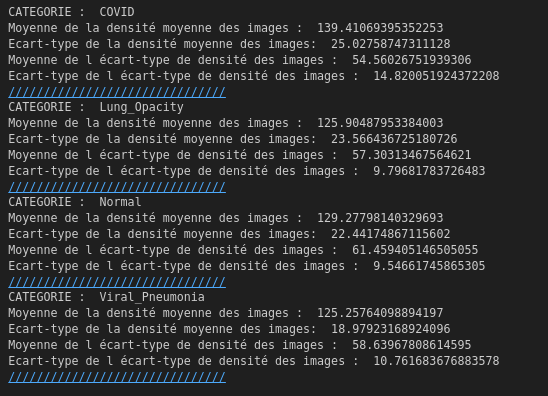 CATEGORIE :  COVID
Moyenne de la densité moyenne des images :  139.41069395352253
Ecart-type de la densité moyenne des images:  25.02758747311128
Moyenne de l écart-type de densité des images :  54.56026751939306
Ecart-type de l écart-type de densité des images :  14.820051924372208
///////////////////////////////
CATEGORIE :  Lung_Opacity
Moyenne de la densité moyenne des images :  125.90487953384003
Ecart-type de la densité moyenne des images:  23.566436725180726
Moyenne de l écart-type de densité des images :  57.30313467564621
Ecart-type de l écart-type de densité des images :  9.79681783726483
///////////////////////////////
CATEGORIE :  Normal
Moyenne de la densité moyenne des images :  129.27798140329693
Ecart-type de la densité moyenne des images:  22.44174867115602
Moyenne de l écart-type de densité des images :  61.459405146505055
Ecart-type de l écart-type de densité des images :  9.54661745865305
///////////////////////////////
CATEGORIE :  Viral_Pneumonia
Moyenne de la densité moyenne des images :  125.25764098894197
Ecart-type de la densité moyenne des images:  18.97923168924096
Moyenne de l écart-type de densité des images :  58.63967808614595
Ecart-type de l écart-type de densité des images :  10.761683676883578
///////////////////////////////